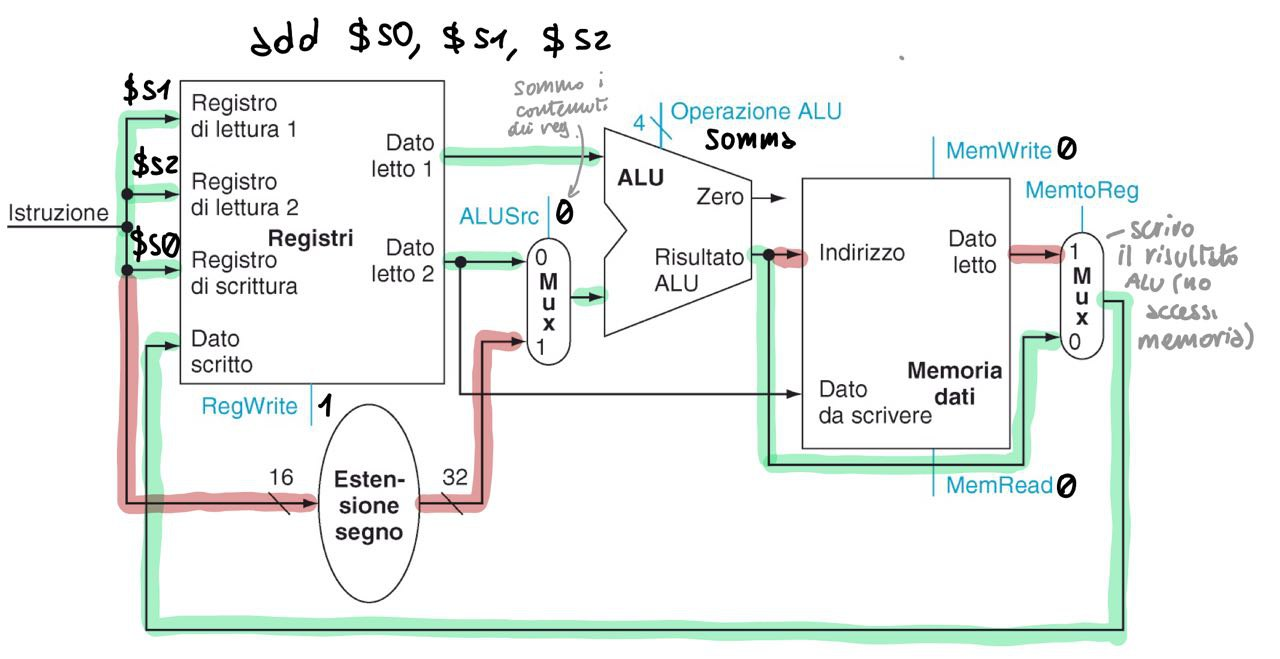 add $s0, $s1, $s2
$s1
Registro
di lettura 1
$s2
Registro
di lettura 2
Istruzione
$s0
Registri
Registro
di scrittura
Dato
scritto
Dato
letto 1
Dato
letto 2
RegWrite 1
16
Esten-
sione
segno
32
sommo i
contenuti
dei reg.
ALUSrc 0
0
M
u
x
1
4
Operazione ALU
somma
ALU
Zero
Risultato
ALU
MemWrite 0
Indirizzo
Dato
letto
Memoria
dati
Dato
da scrivere
MemRead 0
MemtoReg
1
M
u
x
0
scrivo
il risultato
ALU (no
accessi
memoria)